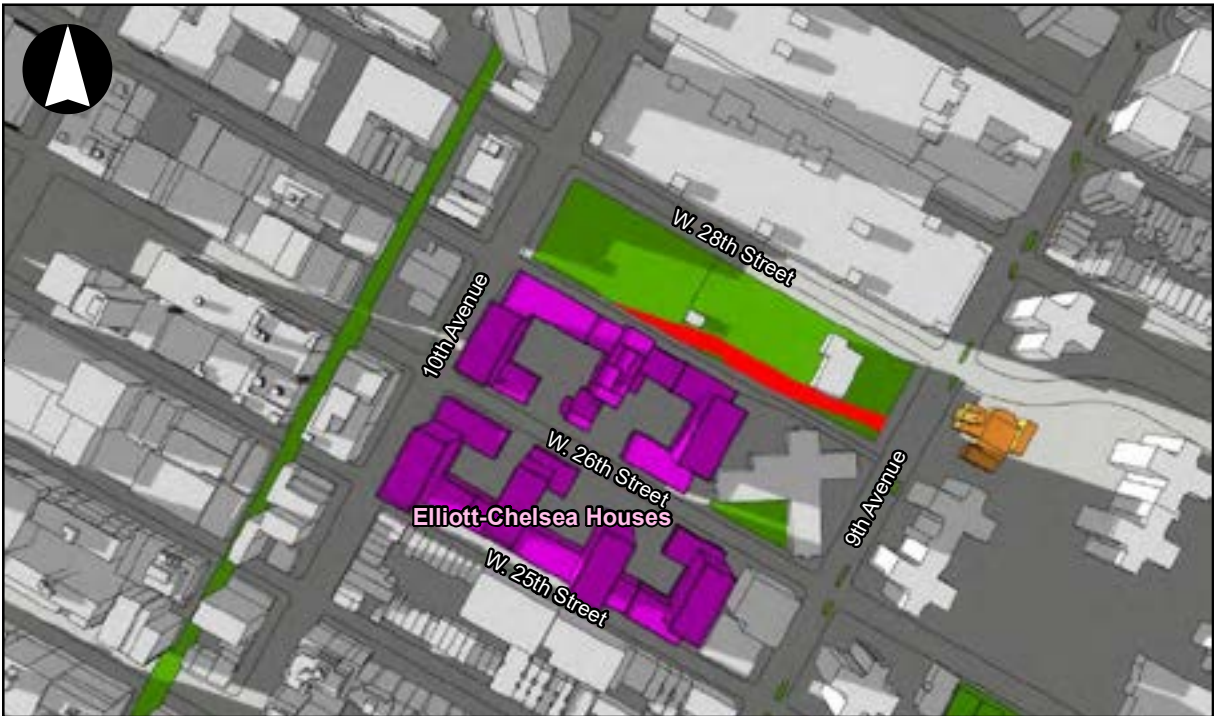 W. 28th Street
10th Avenue
W. 26th Street
9th Avenue
Elliott-Chelsea Houses
W. 25th Street